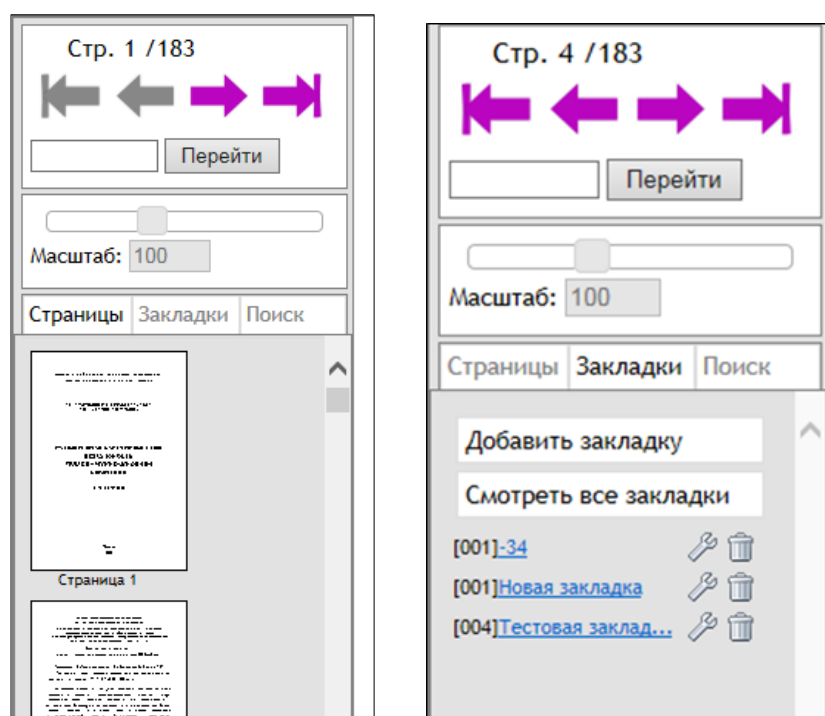 Стр. 1 /183
Перейти
Масштаб: 100
Страницы Закладки Поиск
Страница 1
Стр. 4 /183
Перейти
Масштаб: 100
Страницы Закладки Поиск
Добавить закладку
Смотреть все закладки
[001]-34
[001]Новая закладка
[004]Тестовая заклад...